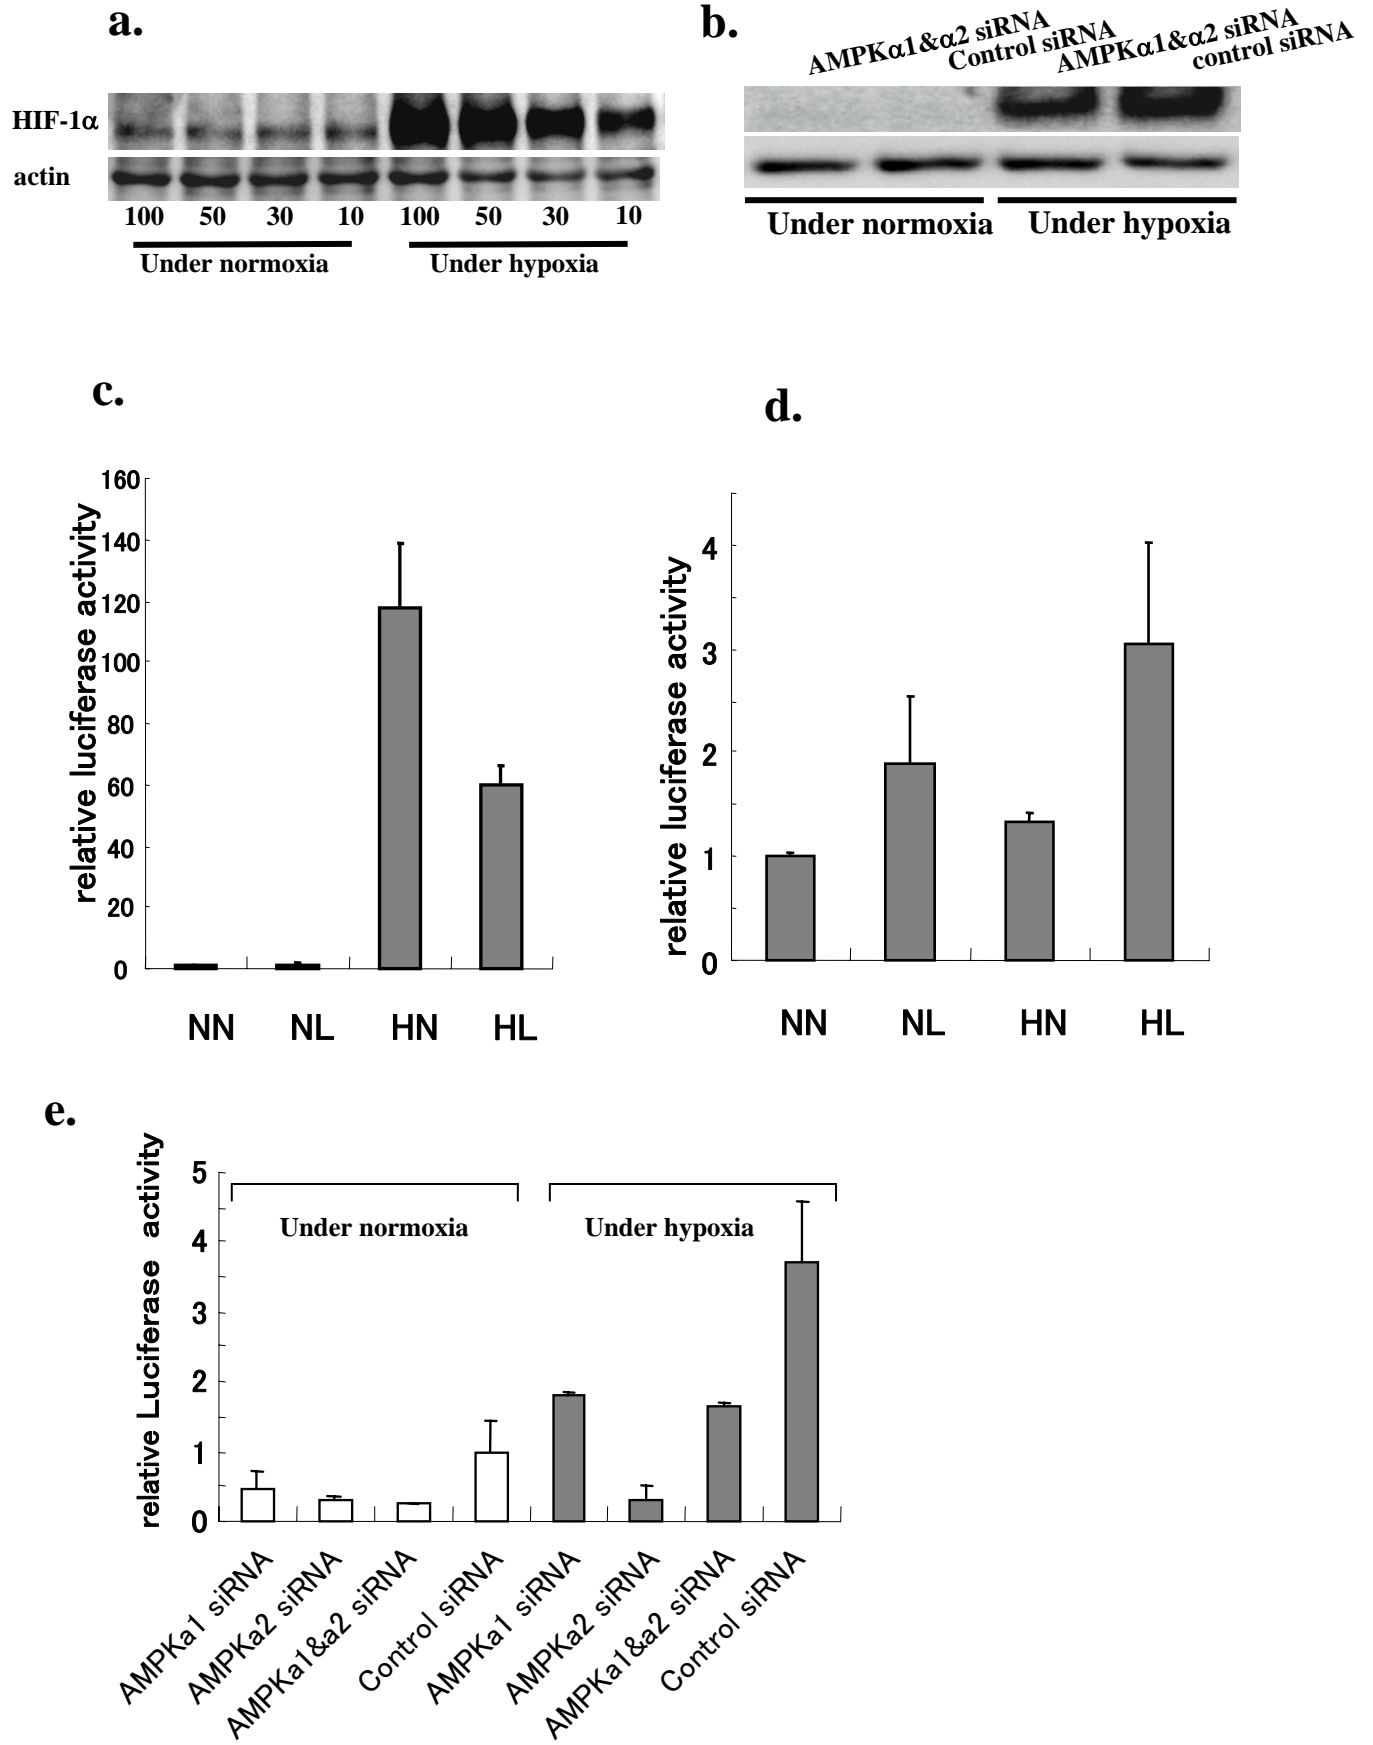 a.
HIF-1α
actin
100 50 30 10 100 50 30 10
Under normoxia Under hypoxia
b.
AMPKα1&α2 siRNA
Control siRNA
AMPKα1&α2 siRNA
control siRNA
Under normoxia Under hypoxia
c.
relative luciferase activity
160
140
120
100
80
60
40
20
0
NN NL HN HL
d.
relative luciferase activity
4
3
2
1
0
NN NL HN HL
e.
relative Luciferase activity
5
4
3
2
1
0
Under normoxia Under hypoxia
AMPKa1 siRNA
AMPKa2 siRNA
AMPKa1&a2 siRNA
Control siRNA
AMPKa1 siRNA
AMPKa2 siRNA
AMPKa1&a2 siRNA
Control siRNA